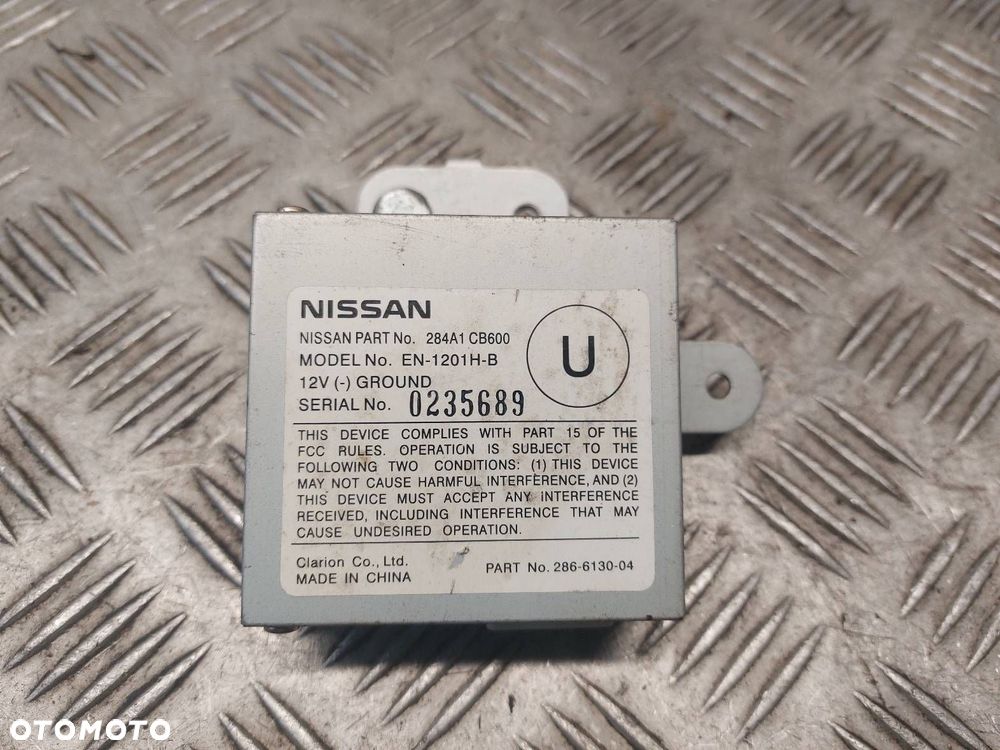 NISSAN
NISSAN PART No. 284A1 CB600
MODEL No. EN-1201H-B
12V (-) GROUND
SERIAL No. 0235689
U
THIS DEVICE COMPLIES WITH PART 15 OF THE
FCC RULES. OPERATION IS SUBJECT TO THE
FOLLOWING TWO CONDITIONS: (1) THIS DEVICE
MAY NOT CAUSE HARMFUL INTERFERENCE, AND (2)
THIS DEVICE MUST ACCEPT ANY INTERFERENCE
RECEIVED, INCLUDING INTERFERENCE THAT MAY
CAUSE UNDESIRED OPERATION.
Clarion Co., Ltd.
MADE IN CHINA
PART No. 286-6130-04
OTOMOTO